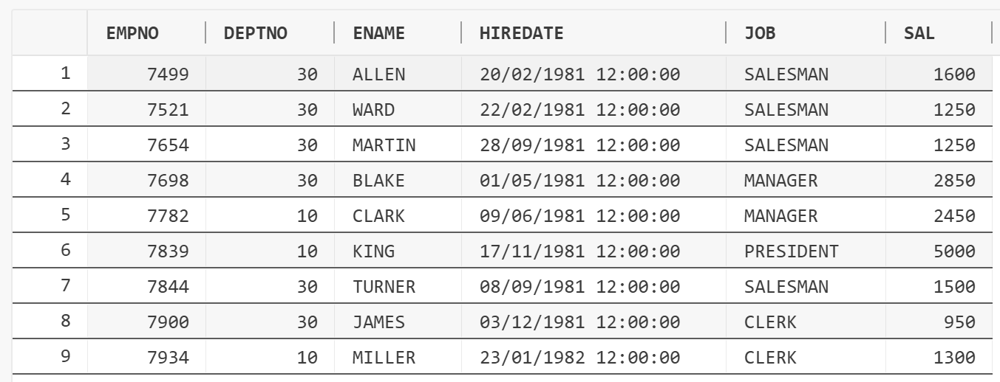 EMPNO DEPTNO ENAME HIREDATE JOB SAL
1 7499 30 ALLEN 20/02/1981 12:00:00 SALESMAN 1600
2 7521 30 WARD 22/02/1981 12:00:00 SALESMAN 1250
3 7654 30 MARTIN 28/09/1981 12:00:00 SALESMAN 1250
4 7698 30 BLAKE 01/05/1981 12:00:00 MANAGER 2850
5 7782 10 CLARK 09/06/1981 12:00:00 MANAGER 2450
6 7839 10 KING 17/11/1981 12:00:00 PRESIDENT 5000
7 7844 30 TURNER 08/09/1981 12:00:00 SALESMAN 1500
8 7900 30 JAMES 03/12/1981 12:00:00 CLERK 950
9 7934 10 MILLER 23/01/1982 12:00:00 CLERK 1300